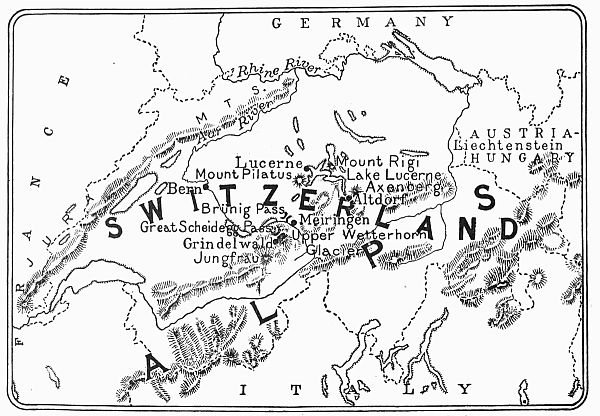 GERMANY
Rhine River
FRANCE
JURA
MTS
Aar River
AUSTRIA-
Liechtenstein
HUNGARY
Lucerne
Mount Rigi
Mount Pilatus
Lake Lucerne
Bern
Axenberg
Altdorf
SWITZERLAND
Brünig Pass
Meiringen
Great Scheidegg Pass
Upper Wetterhorn
Grindelwald
Glacier
Jungfrau
ALPS
ITALY